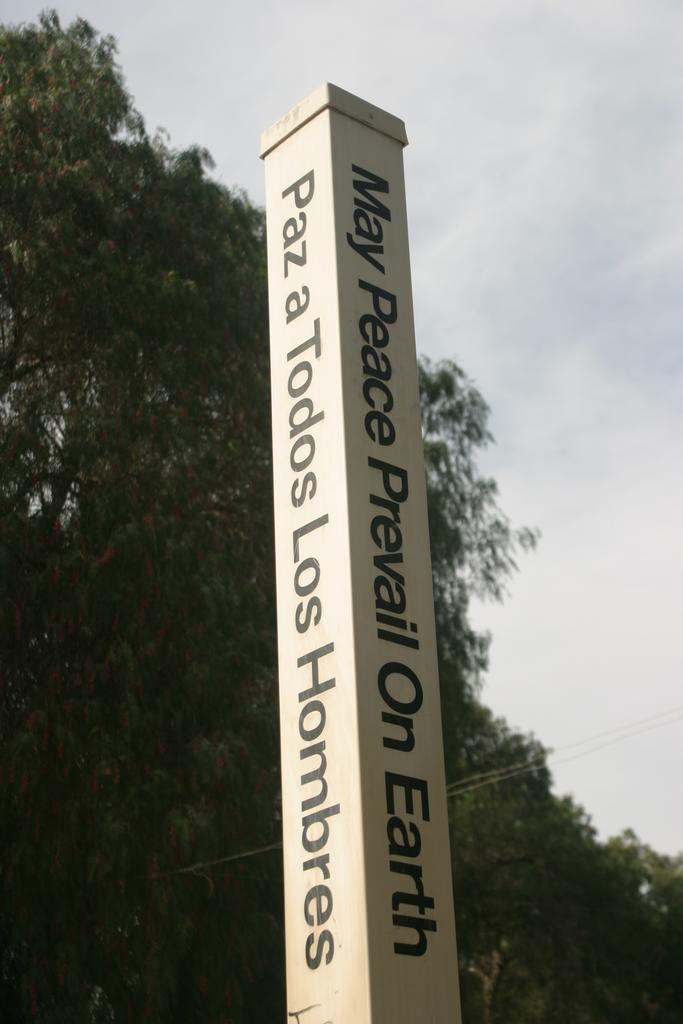 Paz a Todos Los Hombres
May Peace Prevail On Earth